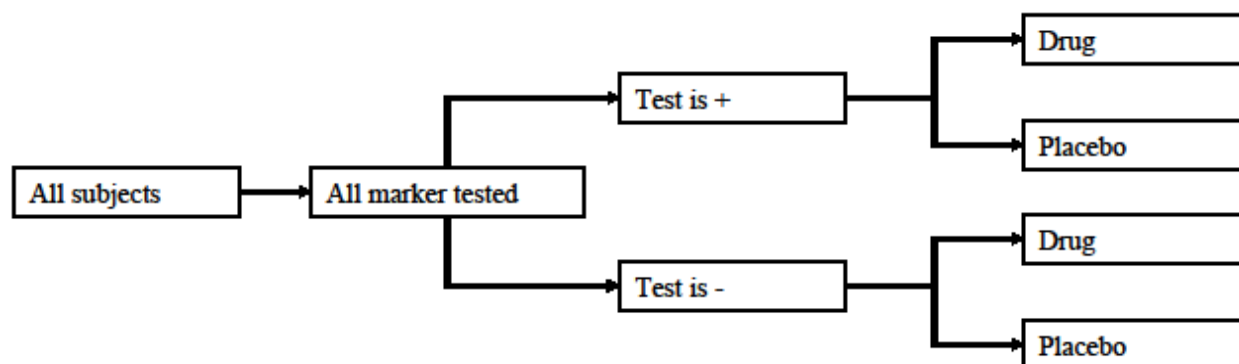 Drug
Test is +
Placebo
All subjects
All marker tested
Drug
Test is -
Placebo